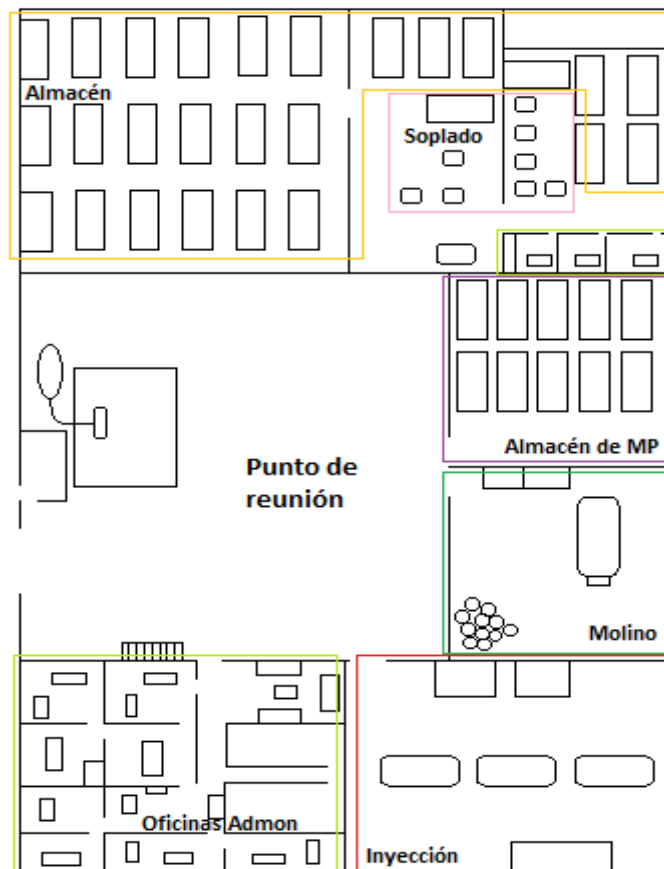 Almacén
Soplado
Almacén de MP
Punto de
reunión
Molino
Oficinas Admon
Inyección